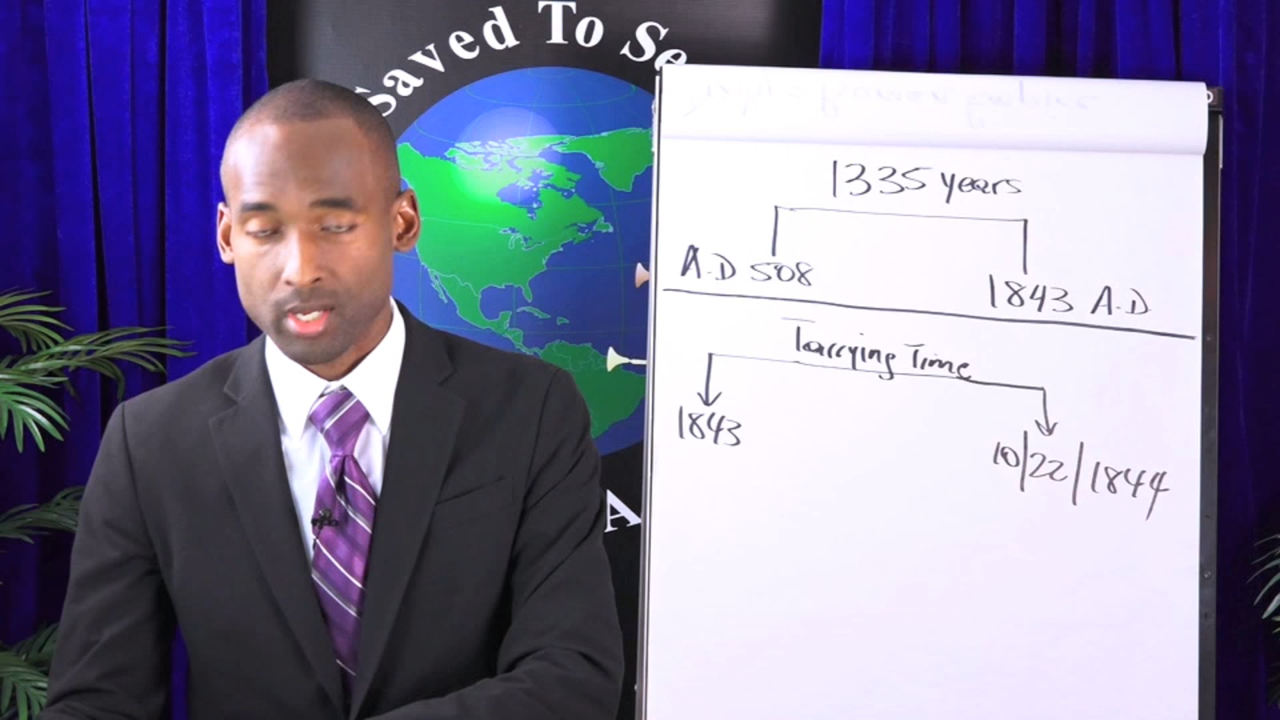 Saved To Se
A
1335 years
A.D 508
1843 A.D.
Tarrying Time
1843
10/22/1844